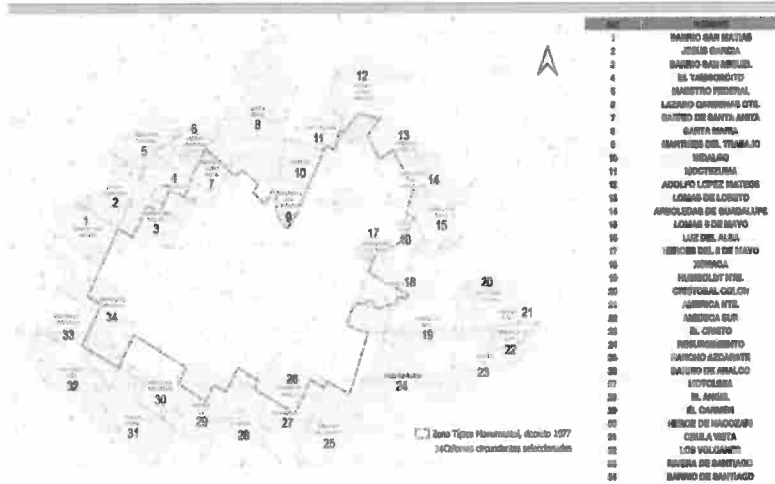 12
6
8
11
13
5
10
4
7
14
2
9
1
3
15
17
16
18
20
34
21
33
19
22
23
32
26
24
30
29
27
31
28
25
Zona Típica Monumental, decreto 1977
34 Colonias circundantes seleccionadas
NO. NOMBRE
1 BARRIO SAN MATIAS
2 JESUS GARCIA
3 BARRIO SAN MIGUEL
4 EL TAMBORCITO
5 MAESTRO FEDERAL
6 LAZARO CARDENAS OTE.
7 BARRIO DE SANTA ANITA
8 SANTA MARIA
9 MARTIRES DEL TRABAJO
10 HIDALGO
11 MOCTEZUMA
12 ADOLFO LOPEZ MATEOS
13 LOMAS DE LORETO
14 ARBOLEDAS DE GUADALUPE
15 LOMAS 5 DE MAYO
16 LUZ DEL ALBA
17 HEROES DEL 5 DE MAYO
18 XONACA
19 HUMBOLDT NTE.
20 CRISTOBAL COLON
21 AMERICA NTE.
22 AMERICA SUR
23 EL CRISTO
24 RESURGIMIENTO
25 RANCHO AZCARATE
26 BARRIO DE ANALCO
27 MOTOLINIA
28 EL ANGEL
29 EL CARMEN
30 HEROE DE NACOZARI
31 CHULA VISTA
32 LOS VOLCANES
33 RIVERA DE SANTIAGO
34 BARRIO DE SANTIAGO